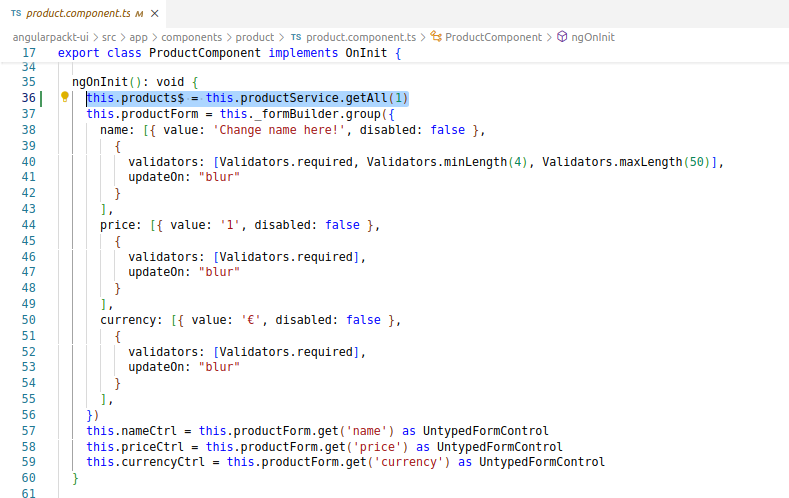 TS product.component.ts M ×
angularpackt-ui > src > app > components > product > TS product.component.ts > ProductComponent > ngOnInit
17 export class ProductComponent implements OnInit {
34
35 ngOnInit(): void {
36 this.products$ = this.productService.getAll(1)
37 this.productForm = this._formBuilder.group({
38 name: [{ value: 'Change name here!', disabled: false },
39 {
40 validators: [Validators.required, Validators.minLength(4), Validators.maxLength(50)],
41 updateOn: "blur"
42 }
43 ],
44 price: [{ value: '1', disabled: false },
45 {
46 validators: [Validators.required],
47 updateOn: "blur"
48 }
49 ],
50 currency: [{ value: '€', disabled: false },
51 {
52 validators: [Validators.required],
53 updateOn: "blur"
54 }
55 ],
56 })
57 this.nameCtrl = this.productForm.get('name') as UntypedFormControl
58 this.priceCtrl = this.productForm.get('price') as UntypedFormControl
59 this.currencyCtrl = this.productForm.get('currency') as UntypedFormControl
60 }
61